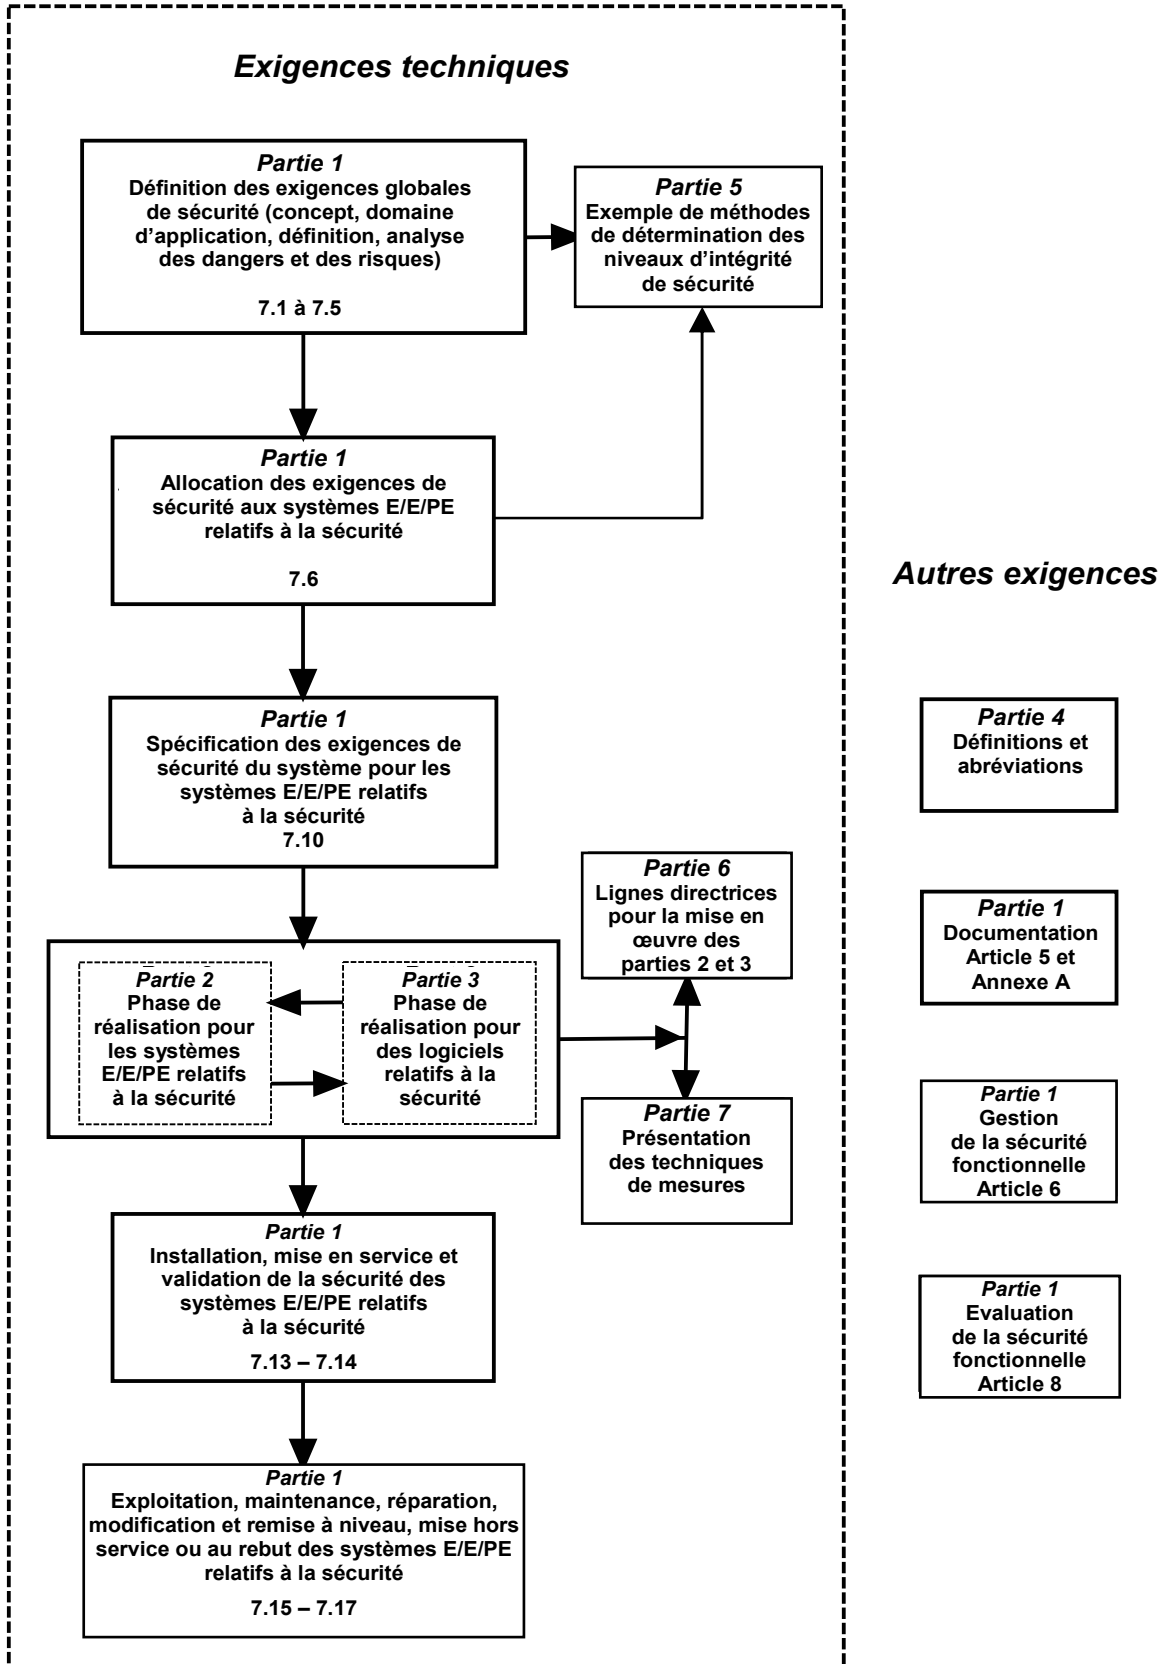 Exigences techniques
Partie 1
Définition des exigences globales
de sécurité (concept, domaine
d’application, définition, analyse
des dangers et des risques)
7.1 à 7.5
Partie 5
Exemple de méthodes
de détermination des
niveaux d’intégrité
de sécurité
Partie 1
Allocation des exigences de
sécurité aux systèmes E/E/PE
relatifs à la sécurité
7.6
Partie 1
Spécification des exigences de
sécurité du système pour les
systèmes E/E/PE relatifs
à la sécurité
7.10
Partie 2
Phase de
réalisation pour
les systèmes
E/E/PE relatifs
à la sécurité
Partie 3
Phase de
réalisation pour
des logiciels
relatifs à la
sécurité
Partie 6
Lignes directrices
pour la mise en
œuvre des
parties 2 et 3
Partie 7
Présentation
des techniques
de mesures
Partie 1
Installation, mise en service et
validation de la sécurité des
systèmes E/E/PE relatifs
à la sécurité
7.13 – 7.14
Partie 1
Exploitation, maintenance, réparation,
modification et remise à niveau, mise hors
service ou au rebut des systèmes E/E/PE
relatifs à la sécurité
7.15 – 7.17
Autres exigences
Partie 4
Définitions et
abréviations
Partie 1
Documentation
Article 5 et
Annexe A
Partie 1
Gestion
de la sécurité
fonctionnelle
Article 6
Partie 1
Evaluation
de la sécurité
fonctionnelle
Article 8